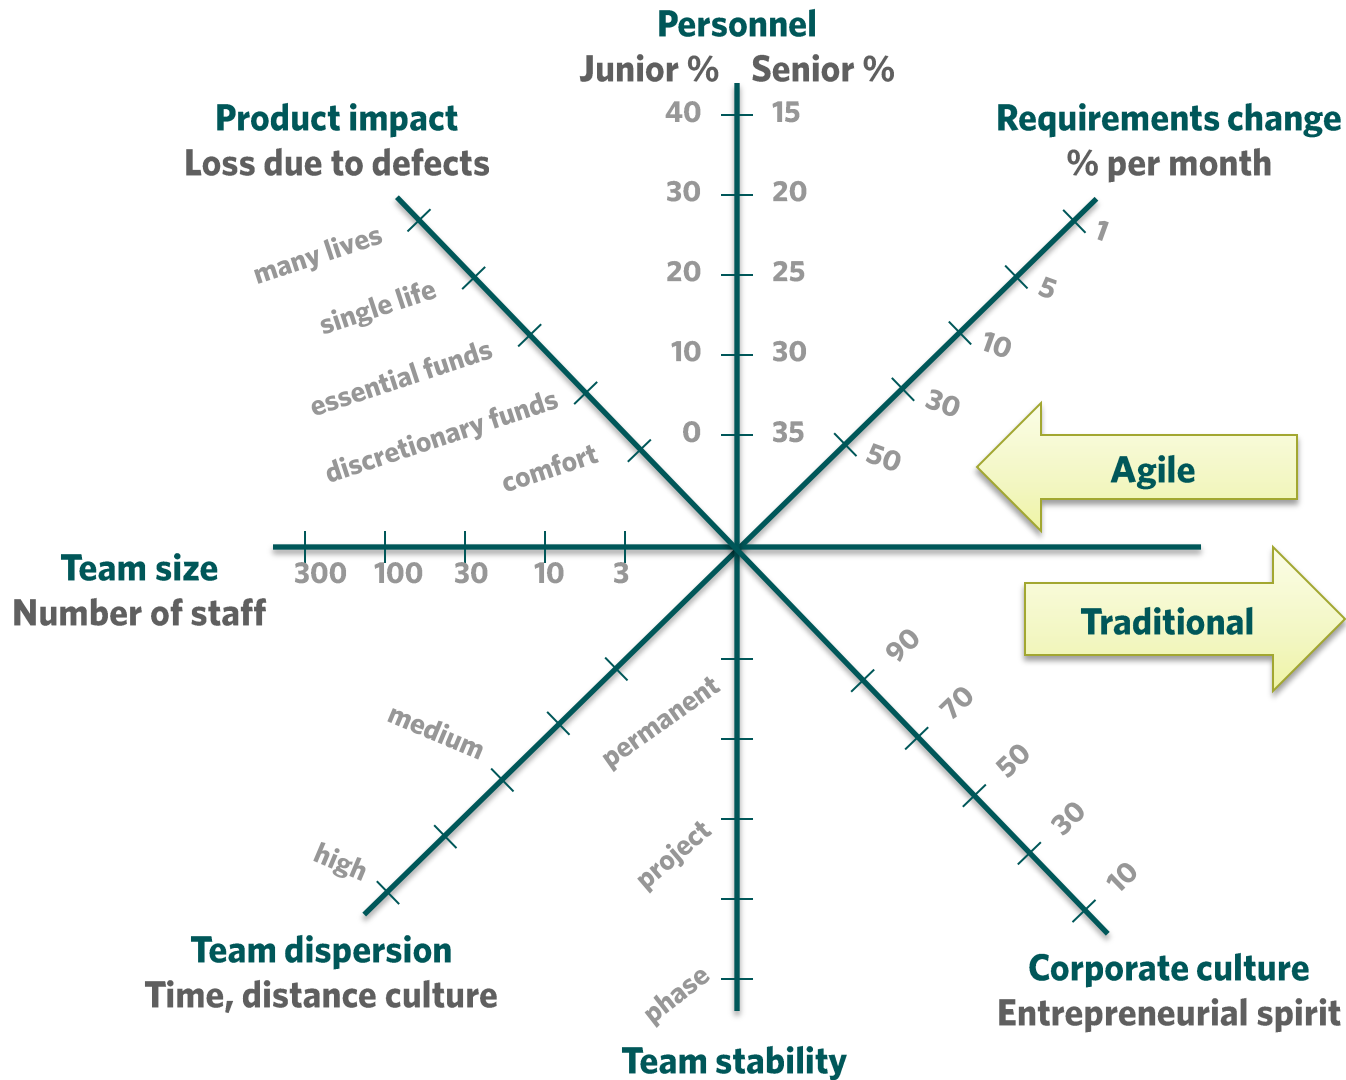 Personnel
Junior % Senior %
40 15
30 20
20 25
10 30
0 35
Product impact
Loss due to defects
many lives
single life
essential funds
discretionary funds
comfort
Requirements change
% per month
1
5
10
30
50
Agile
Traditional
Team size
Number of staff
300 100 30 10 3
medium
high
Team dispersion
Time, distance culture
permanent
project
phase
Team stability
90
70
50
30
10
Corporate culture
Entrepreneurial spirit